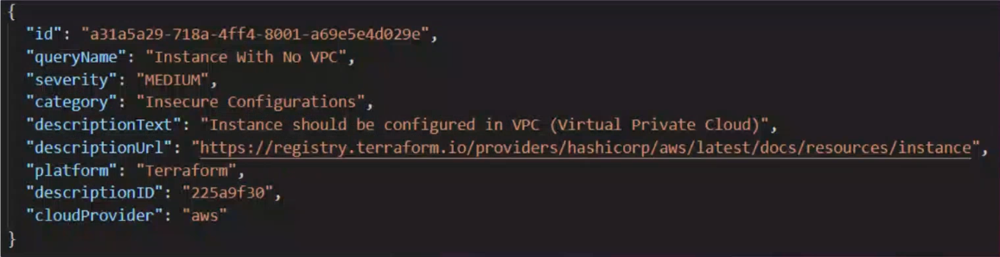 {
"id": "a31a5a29-718a-4ff4-8001-a69e5e4d029e",
"queryName": "Instance With No VPC",
"severity": "MEDIUM",
"category": "Insecure Configurations",
"descriptionText": "Instance should be configured in VPC (Virtual Private Cloud)",
"descriptionUrl": "https://registry.terraform.io/providers/hashicorp/aws/latest/docs/resources/instance",
"platform": "Terraform",
"descriptionID": "225a9f30",
"cloudProvider": "aws"
}